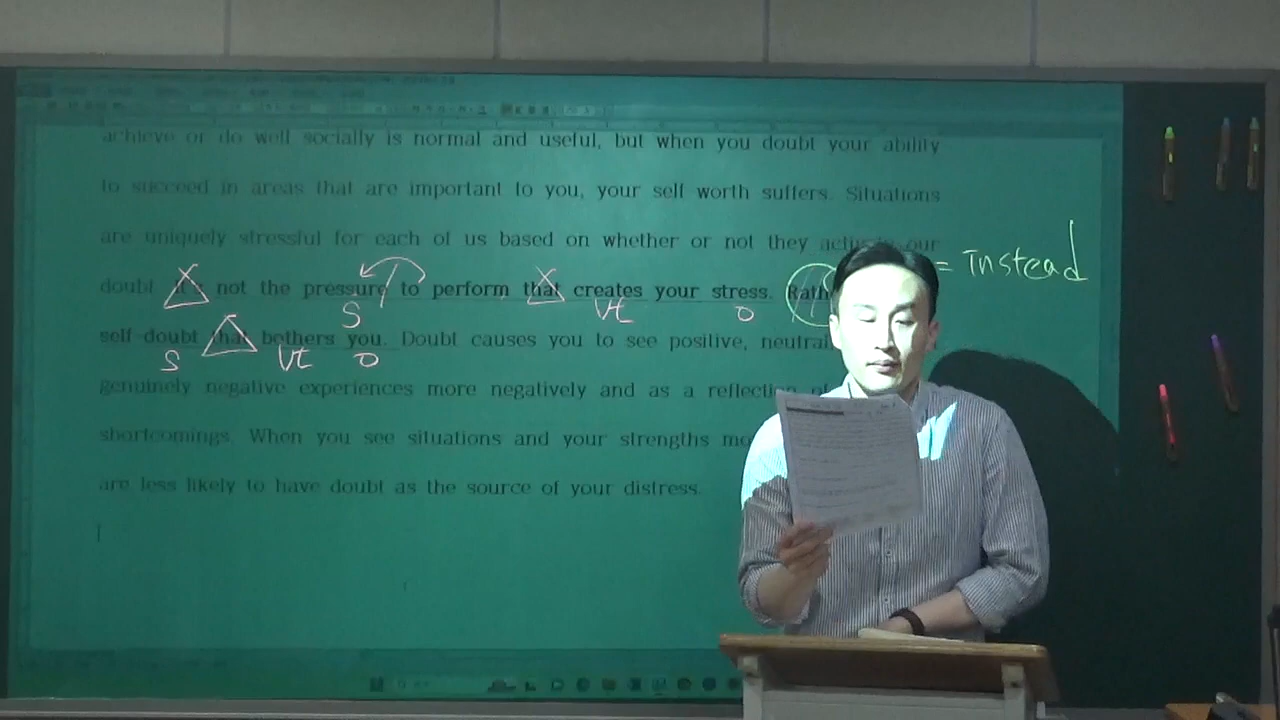 achieve or do well socially is normal and useful, but when you doubt your ability
to succeed in areas that are important to you, your self worth suffers. Situations
are uniquely stressful for each of us based on whether or not they our
= Instead
doubt. It's not the pressure to perform that creates your stress.
S Vt O
self-doubt that bothers you. Doubt causes you to see positive,
S Vt O
genuinely negative experiences more negatively and as a reflection
shortcomings. When you see situations and your strengths
are less likely to have doubt as the source of your distress.